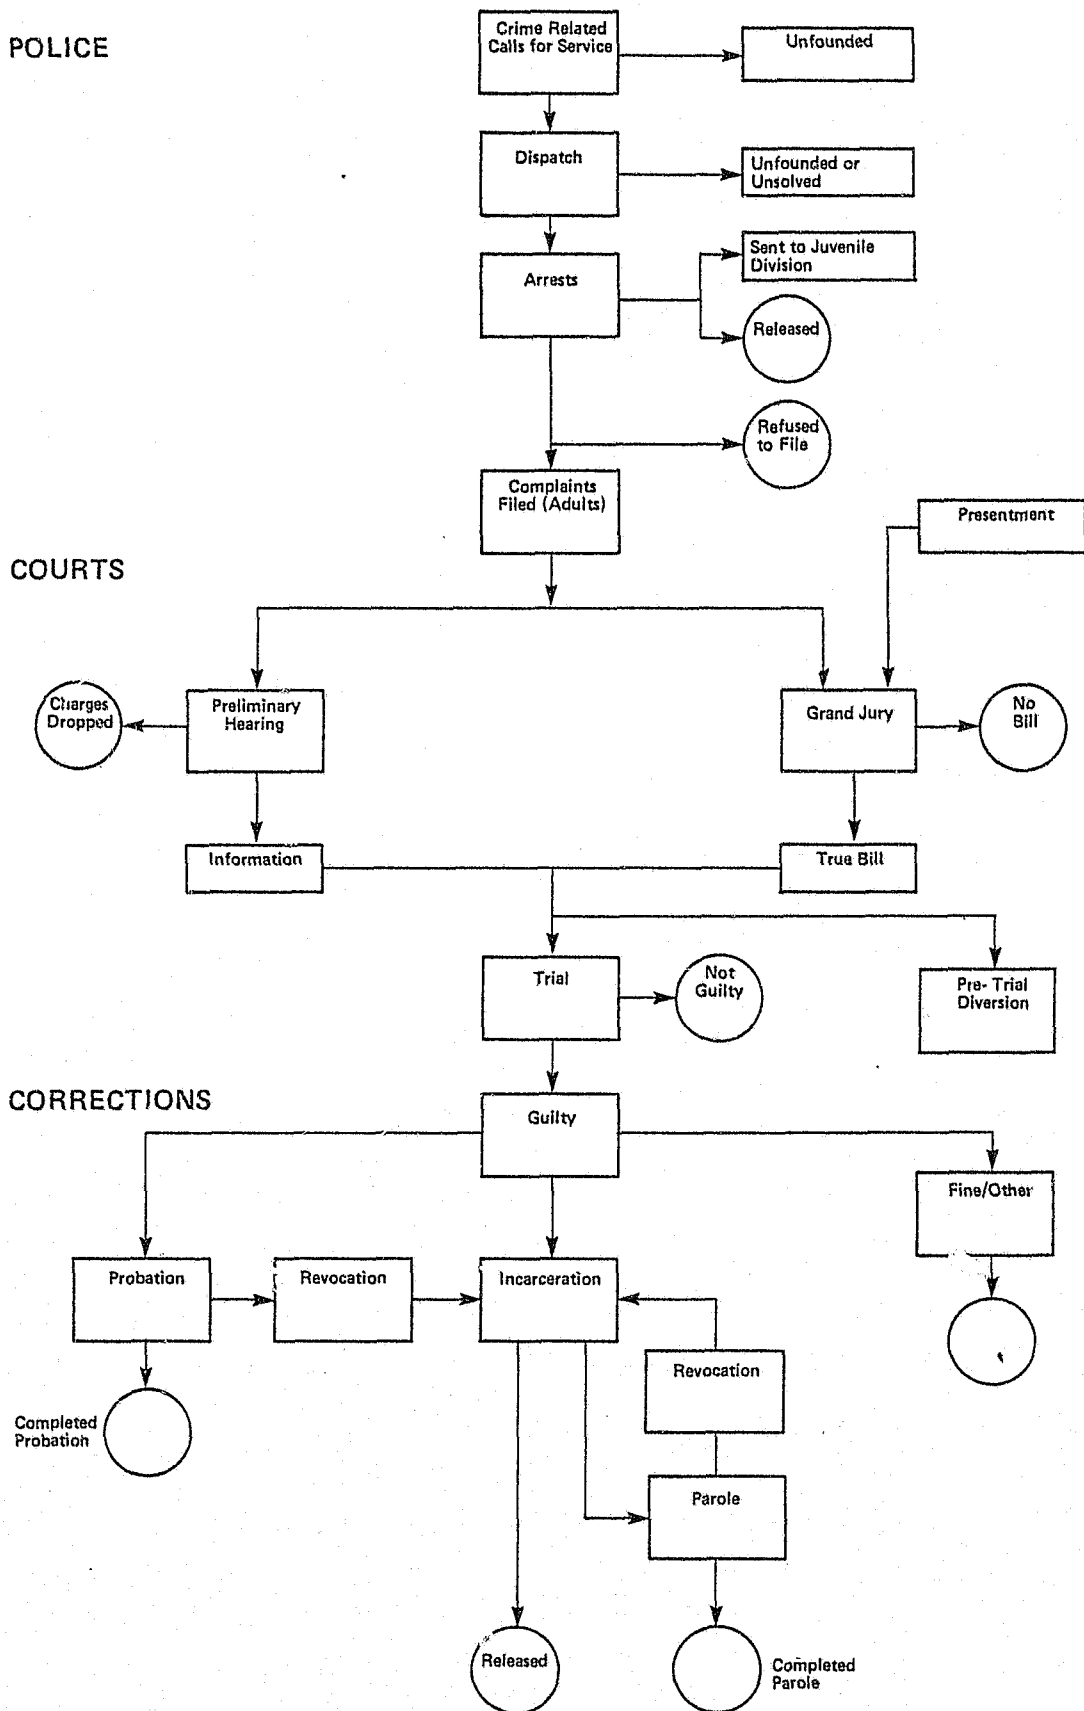 POLICE
Crime Related
Calls for Service
Unfounded
Dispatch
Unfounded or
Unsolved
Arrests
Sent to Juvenile
Division
Released
Refused
to File
Complaints
Filed (Adults)
Presentment
COURTS
Charges
Dropped
Preliminary
Hearing
Grand Jury
No
Bill
Information
True Bill
Trial
Not
Guilty
Pre- Trial
Diversion
CORRECTIONS
Guilty
Fine/Other
Probation
Revocation
Incarceration
Revocation
Completed
Probation
Parole
Released
Completed
Parole